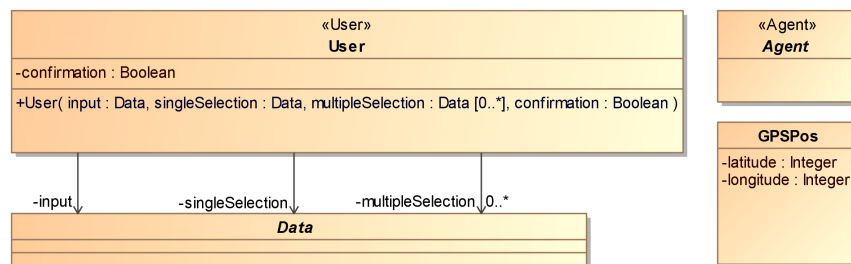 «User»
User
-confirmation : Boolean
+User( input : Data, singleSelection : Data, multipleSelection : Data [0..*], confirmation : Boolean )
-input
-singleSelection
-multipleSelection
0..*
Data
«Agent»
Agent
GPSPos
-latitude : Integer
-longitude : Integer